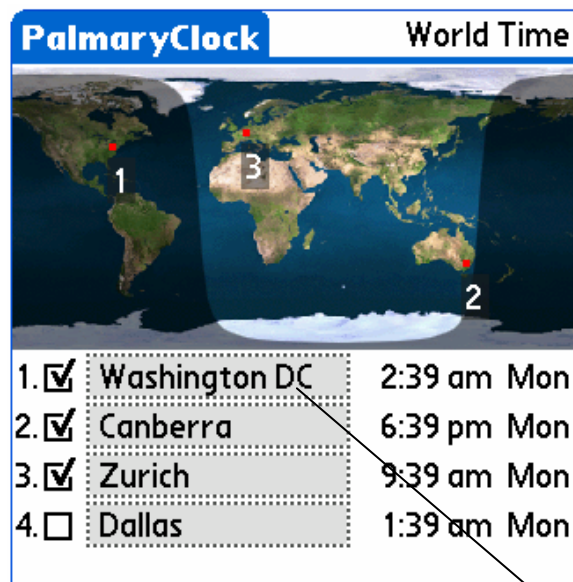 PalmaryClock World Time
1
3
2
1. Washington DC 2:39 am Mon
2. Canberra 6:39 pm Mon
3. Zurich 9:39 am Mon
4. Dallas 1:39 am Mon